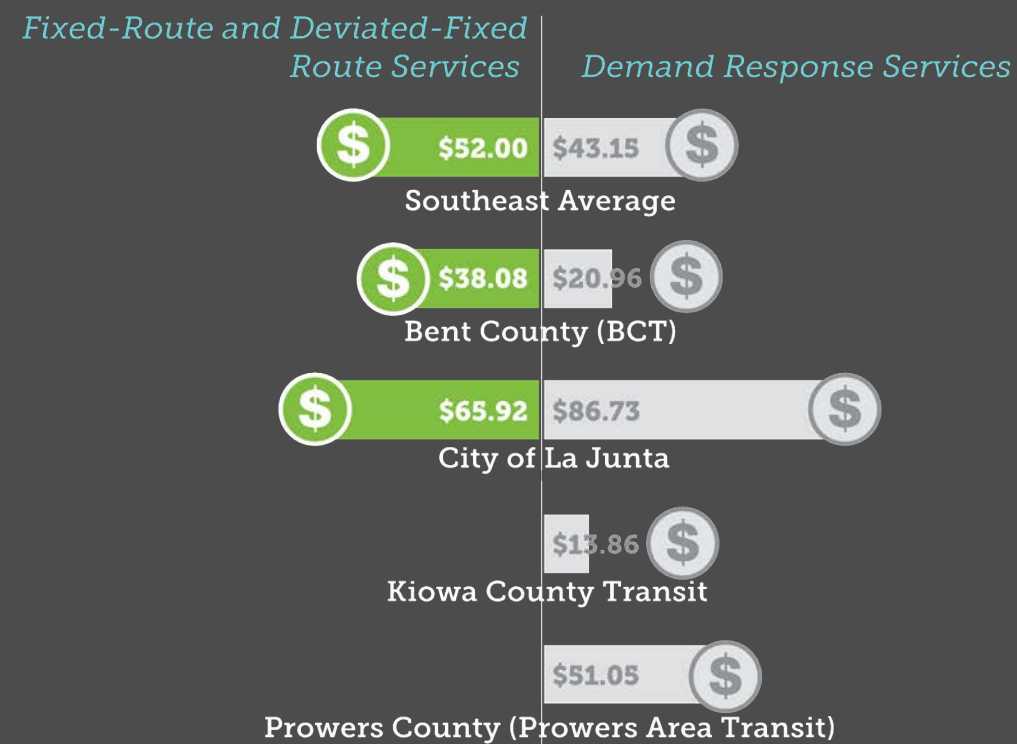 Fixed-Route and Deviated-Fixed
Route Services
Demand Response Services
$ $52.00 $43.15 $
Southeast Average
$ $38.08 $20.96 $
Bent County (BCT)
$ $65.92 $86.73 $
City of La Junta
$13.86 $
Kiowa County Transit
$51.05 $
Prowers County (Prowers Area Transit)